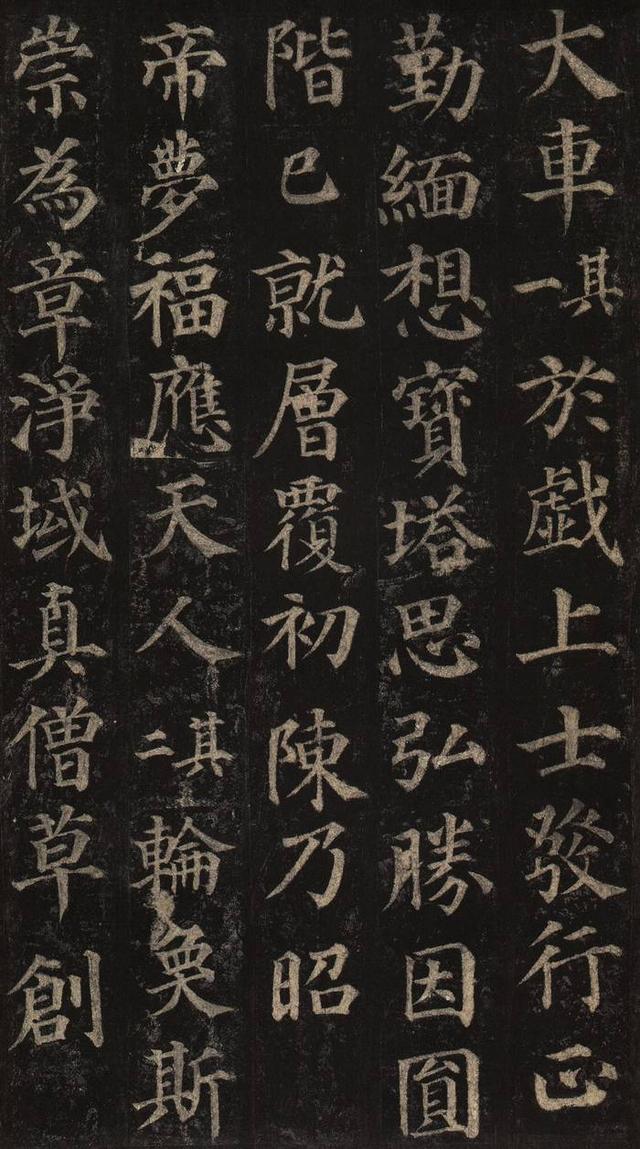 大車其一於戯上士發行正
勤緬想寶塔思弘勝因圎
階已就層覆初陳乃昭
帝夢福應天人其二輪奐斯
崇為章淨域真僧草創